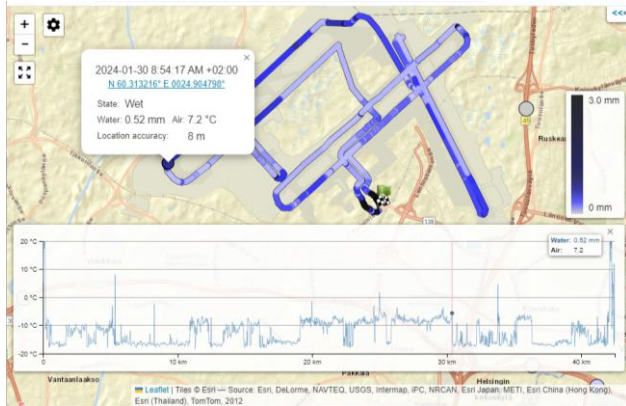 +
<<<
−
2024-01-30 8:54.17 AM +02:00
N 60.313216° E 0024.904798°
State: Wet
Water: 0.52 mm Air: 7.2 °C
Location accuracy: 8 m
3.0 mm
45
Ruskeas
0 mm
138
Water: 0.52 mm
Air: 7.2
20 °C
10 °C
0 °C
-10 °C
-20 °C
0
10 km
20 km
30 km
40 km
Vantaanlaakso
Pakkala
Helsingin
Leaflet | Tiles © Esri — Source: Esri, DeLorme, NAVTEQ, USGS, Intermap, iPC, NRCAN, Esri Japan, METI, Esri China (Hong Kong),
Esri (Thailand), TomTom, 2012